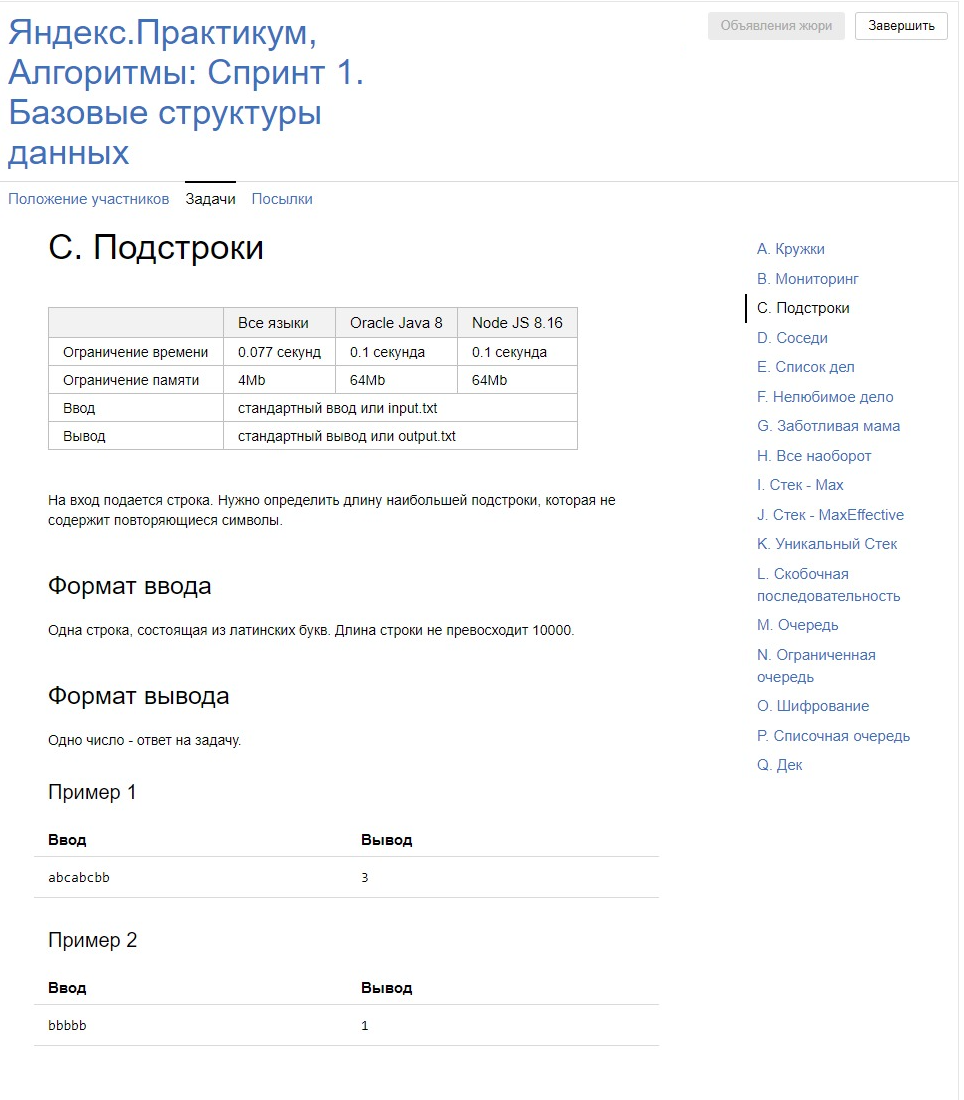 Яндекс.Практикум,
Алгоритмы: Спринт 1.
Базовые структуры
данных
Объявления жюри
Завершить
Положение участников Задачи Посылки
C. Подстроки
Все языки Oracle Java 8 Node JS 8.16
Ограничение времени 0.077 секунд 0.1 секунда 0.1 секунда
Ограничение памяти 4Mb 64Mb 64Mb
Ввод стандартный ввод или input.txt
Вывод стандартный вывод или output.txt
На вход подается строка. Нужно определить длину наибольшей подстроки, которая не
содержит повторяющиеся символы.
Формат ввода
Одна строка, состоящая из латинских букв. Длина строки не превосходит 10000.
Формат вывода
Одно число - ответ на задачу.
Пример 1
Ввод Вывод
abcabcbb 3
Пример 2
Ввод Вывод
bbbbb 1
A. Кружки
B. Мониторинг
C. Подстроки
D. Соседи
E. Список дел
F. Нелюбимое дело
G. Заботливая мама
H. Все наоборот
I. Стек - Max
J. Стек - MaxEffective
K. Уникальный Стек
L. Скобочная
последовательность
M. Очередь
N. Ограниченная
очередь
O. Шифрование
P. Списочная очередь
Q. Дек